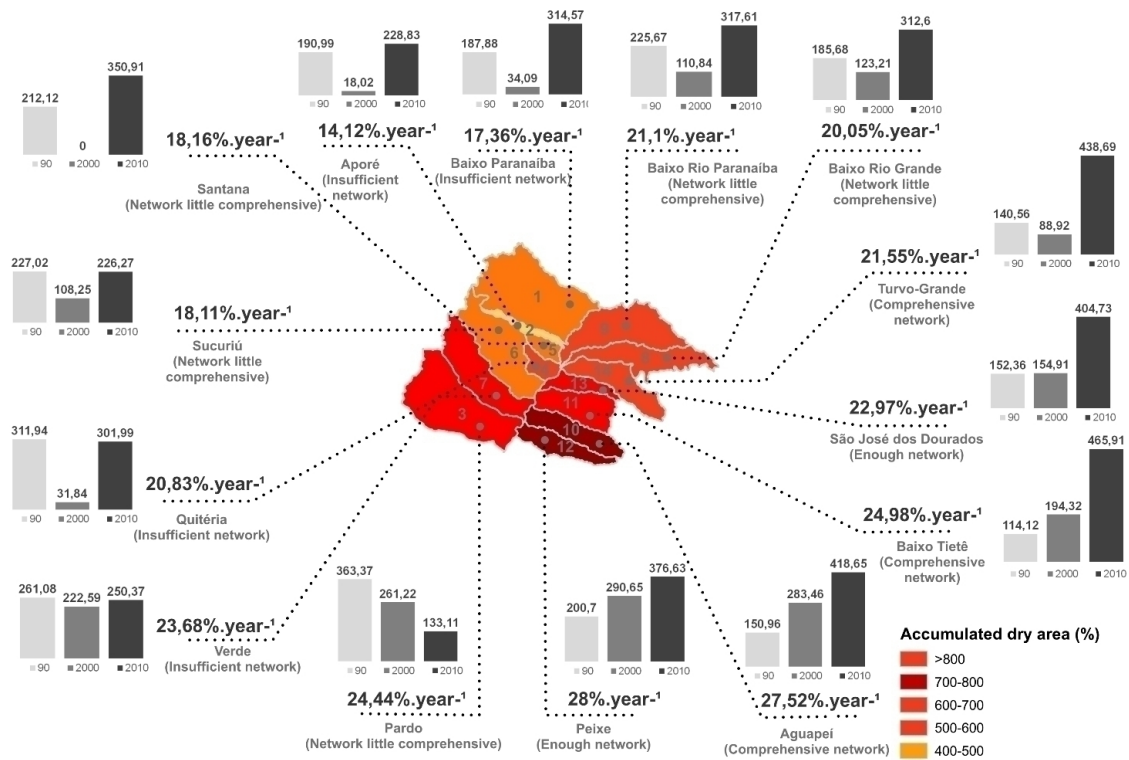 314,57
317,61
312,6
190,99
228,83
187,88
225,67
185,68
350,91
212,12
18,02
34,09
110,84
123,21
90 2000 2010
90 2000 2010
90 2000 2010
90 2000 2010
0
90 2000 2010
18,16%.year-¹
14,12%.year-¹
17,36%.year-¹
21,1%.year-¹
20,05%.year-¹
Santana
(Network little comprehensive)
Aporé
(Insufficient
network)
Baixo Paranaíba
(Insufficient network)
Baixo Rio Paranaíba
(Network little
comprehensive)
Baixo Rio Grande
(Network little
comprehensive)
438,69
140,56
88,92
90 2000 2010
21,55%.year-¹
Turvo-Grande
(Comprehensive
network)
227,02
226,27
108,25
90 2000 2010
18,11%.year-¹
Sucuriú
(Network little
comprehensive)
1
2
5
6
7
3
13
11
10
12
404,73
152,36
154,91
90 2000 2010
22,97%.year-¹
São José dos Dourados
(Enough network)
311,94
301,99
31,84
90 2000 2010
20,83%.year-¹
Quitéria
(Insufficient network)
465,91
194,32
114,12
90 2000 2010
24,98%.year-¹
Baixo Tietê
(Comprehensive
network)
261,08
222,59
250,37
90 2000 2010
23,68%.year-¹
Verde
(Insufficient network)
363,37
261,22
133,11
90 2000 2010
24,44%.year-¹
Pardo
(Network little comprehensive)
376,63
290,65
200,7
90 2000 2010
28%.year-¹
Peixe
(Enough network)
418,65
283,46
150,96
90 2000 2010
27,52%.year-¹
Aguapeí
(Comprehensive network)
Accumulated dry area (%)
>800
700-800
600-700
500-600
400-500